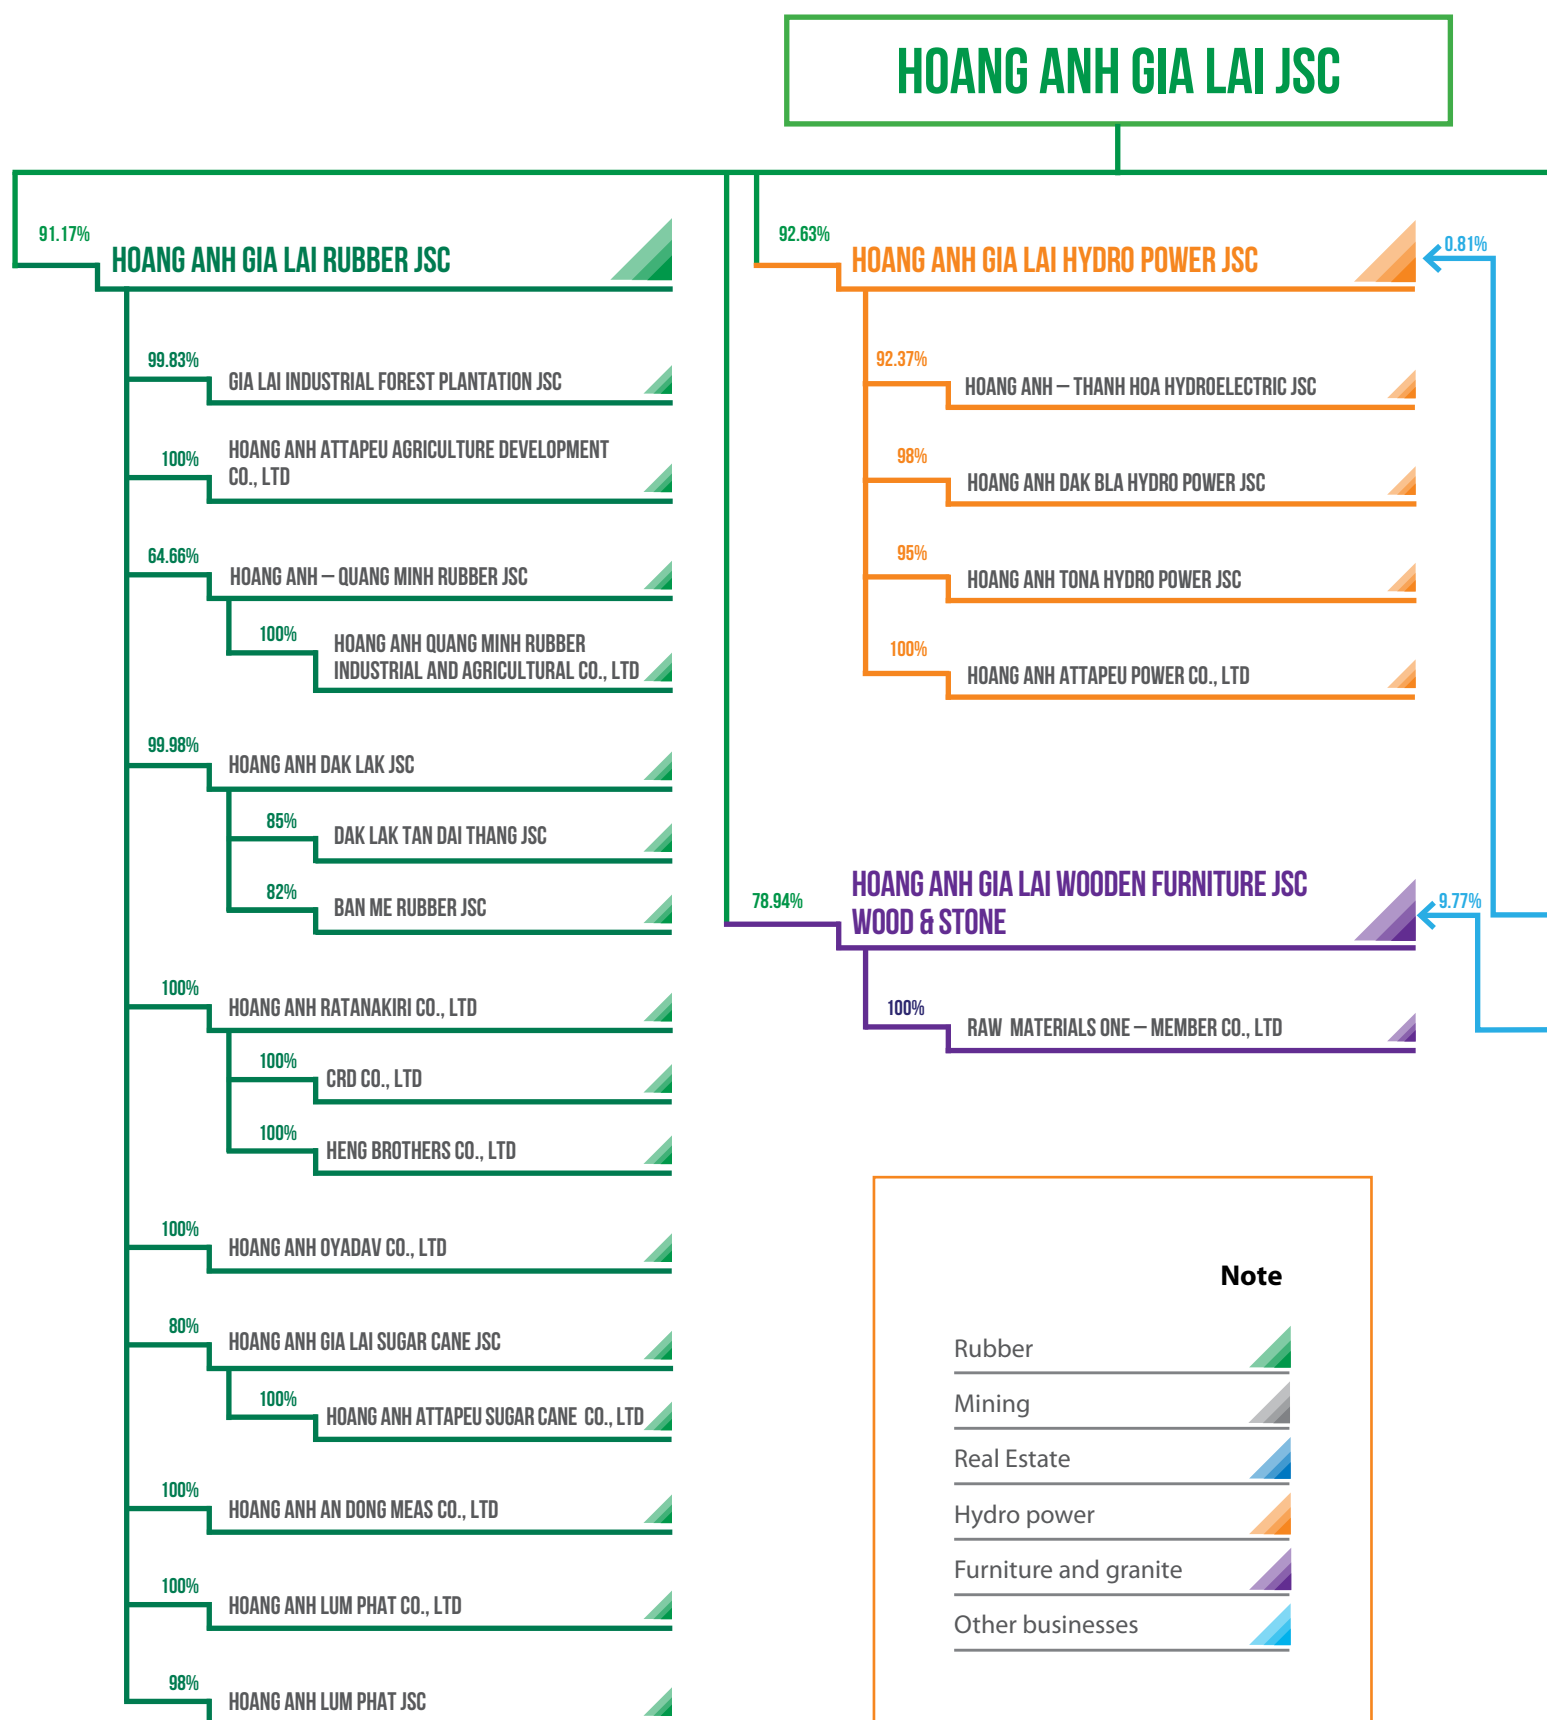 HOANG ANH GIA LAI JSC
91.17%
HOANG ANH GIA LAI RUBBER JSC
99.83%
GIA LAI INDUSTRIAL FOREST PLANTATION JSC
100%
HOANG ANH ATTAPEU AGRICULTURE DEVELOPMENT
CO., LTD
64.66%
HOANG ANH – QUANG MINH RUBBER JSC
100%
HOANG ANH QUANG MINH RUBBER
INDUSTRIAL AND AGRICULTURAL CO., LTD
99.98%
HOANG ANH DAK LAK JSC
85%
DAK LAK TAN DAI THANG JSC
82%
BAN ME RUBBER JSC
100%
HOANG ANH RATANAKIRI CO., LTD
100%
CRD CO., LTD
100%
HENG BROTHERS CO., LTD
100%
HOANG ANH OYADAV CO., LTD
80%
HOANG ANH GIA LAI SUGAR CANE JSC
100%
HOANG ANH ATTAPEU SUGAR CANE CO., LTD
100%
HOANG ANH AN DONG MEAS CO., LTD
100%
HOANG ANH LUM PHAT CO., LTD
98%
HOANG ANH LUM PHAT JSC
92.63%
HOANG ANH GIA LAI HYDRO POWER JSC
0.81%
92.37%
HOANG ANH – THANH HOA HYDROELECTRIC JSC
98%
HOANG ANH DAK BLA HYDRO POWER JSC
95%
HOANG ANH TONA HYDRO POWER JSC
100%
HOANG ANH ATTAPEU POWER CO., LTD
78.94%
HOANG ANH GIA LAI WOODEN FURNITURE JSC
WOOD & STONE
9.77%
100%
RAW MATERIALS ONE – MEMBER CO., LTD
Note
Rubber
Mining
Real Estate
Hydro power
Furniture and granite
Other businesses